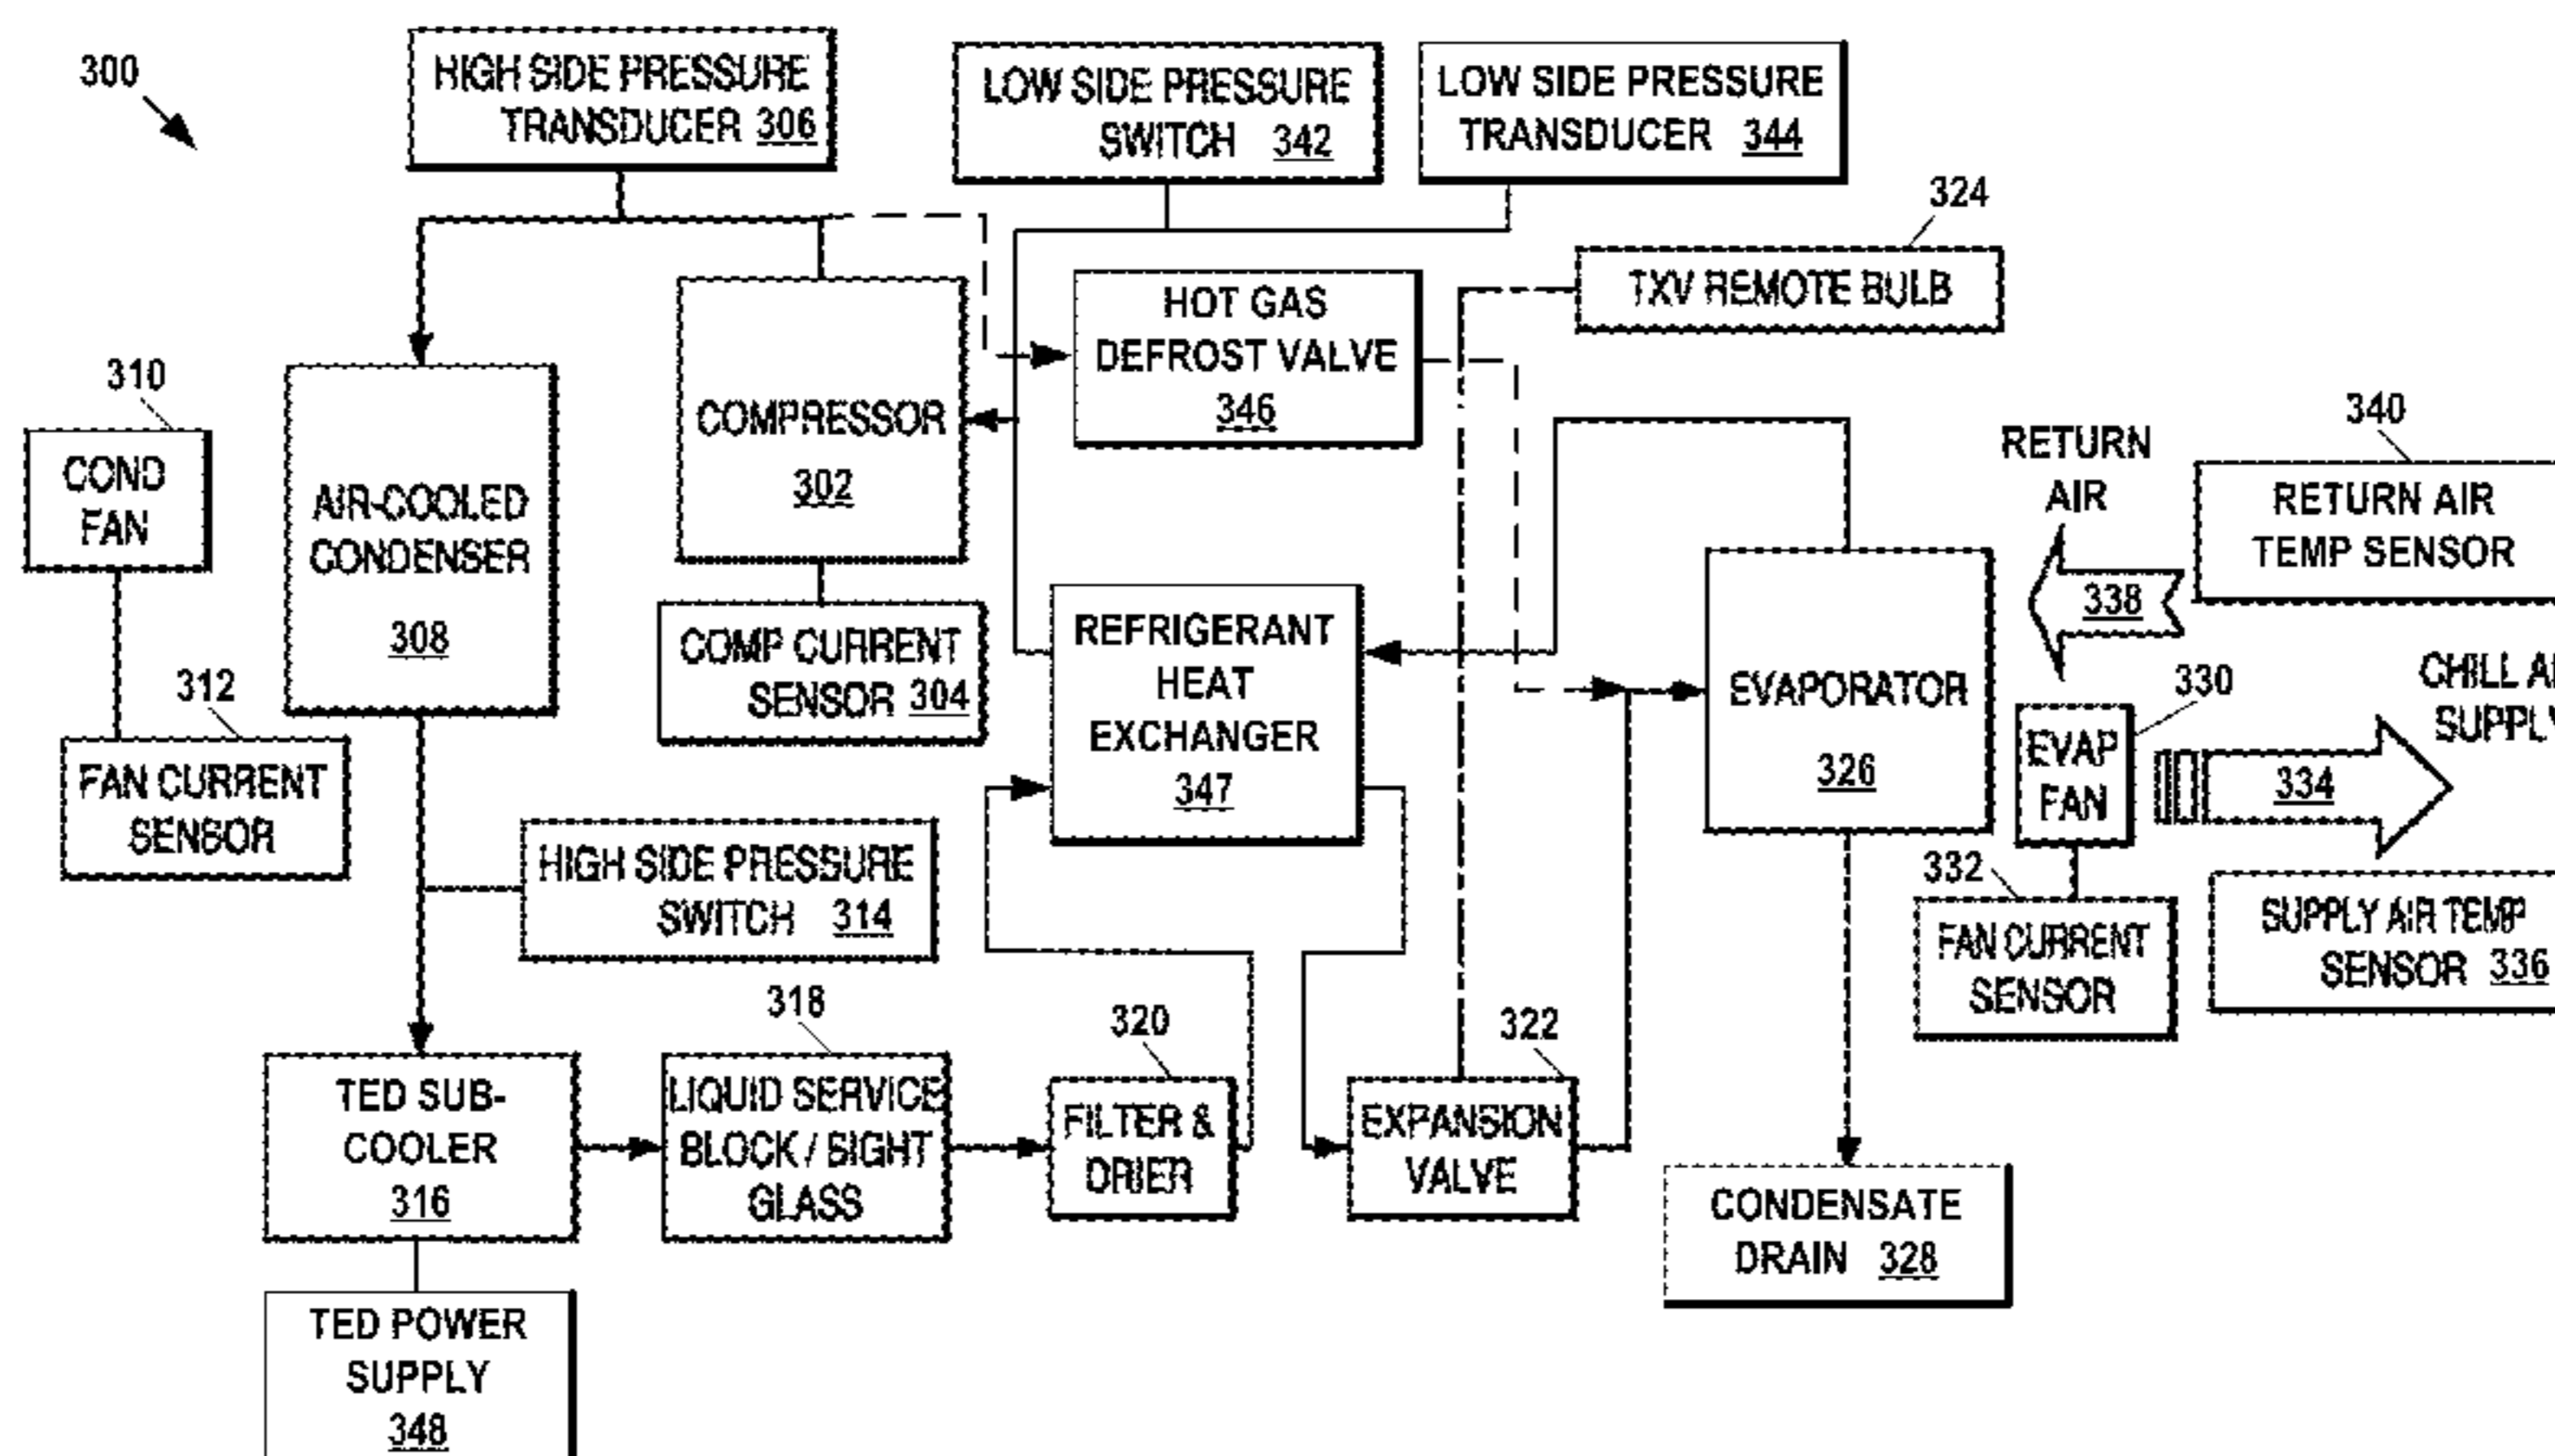 300
HIGH SIDE PRESSURE
TRANSDUCER 306
LOW SIDE PRESSURE
SWITCH 342
LOW SIDE PRESSURE
TRANSDUCER 344
324
TXV REMOTE BULB
HOT GAS
DEFROST VALVE
346
310
COND
FAN
AIR-COOLED
CONDENSER
308
COMPRESSOR
302
RETURN
AIR
338
340
RETURN AIR
TEMP SENSOR
312
FAN CURRENT
SENSOR
COMP CURRENT
SENSOR 304
REFRIGERANT
HEAT
EXCHANGER
347
EVAPORATOR
326
330
EVAP
FAN
CHILL
SUPPLY
334
HIGH SIDE PRESSURE
SWITCH 314
332
FAN CURRENT
SENSOR
SUPPLY AIR TEMP
SENSOR 336
TED SUB-
COOLER
316
318
LIQUID SERVICE
BLOCK / SIGHT
GLASS
320
FILTER &
DRIER
322
EXPANSION
VALVE
CONDENSATE
DRAIN 328
TED POWER
SUPPLY
348